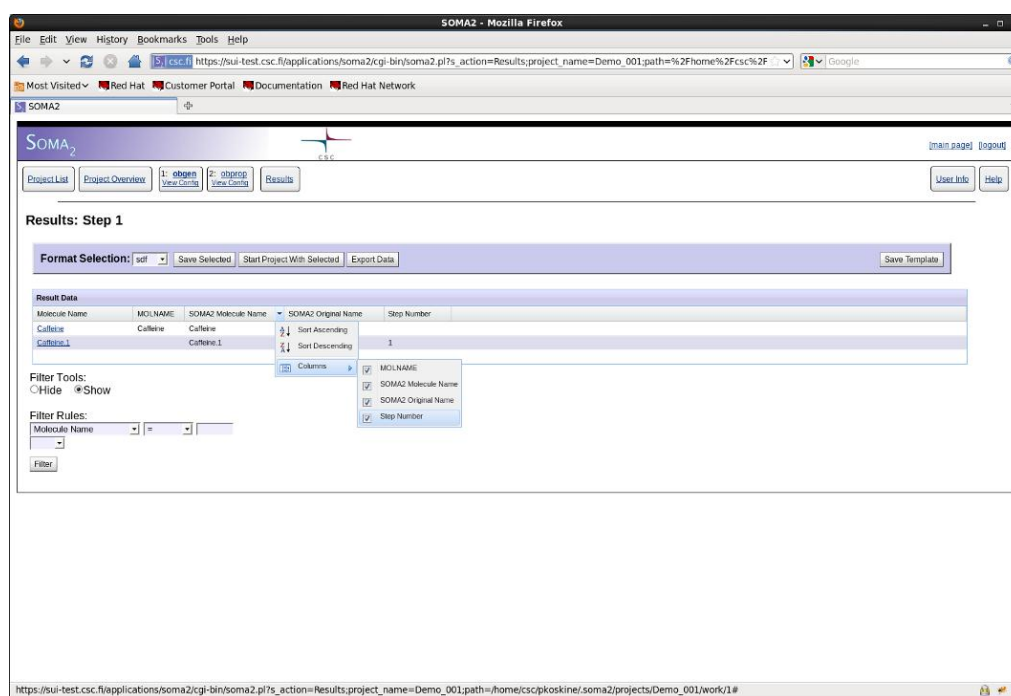 SOMA2 - Mozilla Firefox
File Edit View History Bookmarks Tools Help
csc.fi https://sui-test.csc.fi/applications/soma2/cgi-bin/soma2.pl?s_action=Results;project_name=Demo_001;path=%2Fhome%2Fcsc%2F Google
Most Visited Red Hat Customer Portal Documentation Red Hat Network
SOMA2
SOMA2 CSC [main page] [logout]
Project List Project Overview 1: obgen View Config 2: obprop View Config Results User Info Help
Results: Step 1
Format Selection: sdf Save Selected Start Project With Selected Export Data Save Template
Result Data
Molecule Name MOLNAME SOMA2 Molecule Name SOMA2 Original Name Step Number
Caffeine Caffeine Caffeine Sort Ascending
Caffeine.1 Caffeine.1 Sort Descending 1
Columns MOLNAME
SOMA2 Molecule Name
SOMA2 Original Name
Step Number
Filter Tools:
Hide Show
Filter Rules:
Molecule Name =
Filter
https://sui-test.csc.fi/applications/soma2/cgi-bin/soma2.pl?s_action=Results;project_name=Demo_001;path=/home/csc/pkoskine/.soma2/projects/Demo_001/work/1#